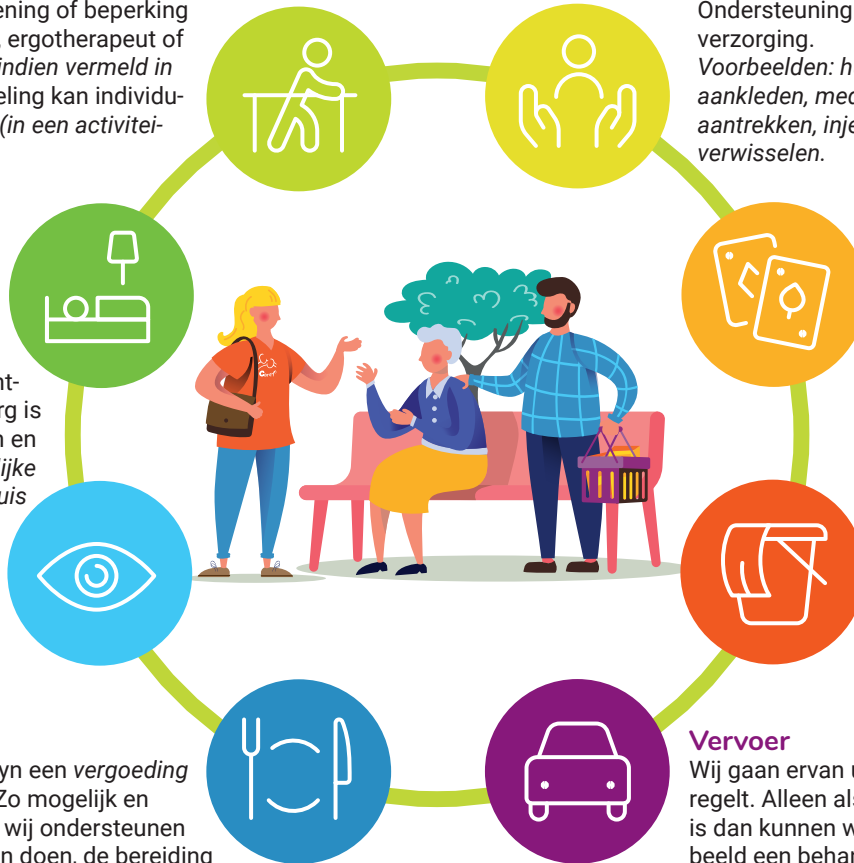 ening of beperking
ergotherapeut of
indien vermeld in
eling kan individu-
(in een activitei-
Ondersteuning
verzorging.
Voorbeelden: h
aankleden, med
aantrekken, inje
verwisselen.
nt-
rg is
n en
lijke
uis
yn een vergoeding
Zo mogelijk en
wij ondersteunen
n doen, de bereiding
Vervoer
Wij gaan ervan u
regelt. Alleen als
is dan kunnen w
beeld een behan